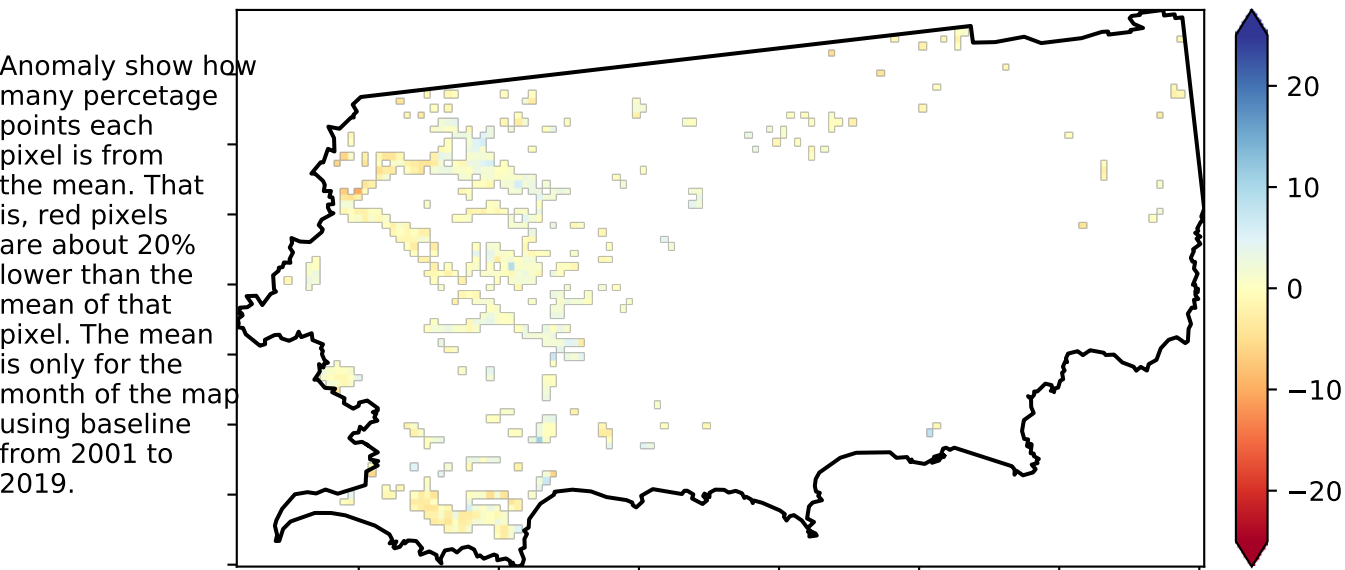 Anomaly show how
many percetage
points each
pixel is from
the mean. That
is, red pixels
are about 20%
lower than the
mean of that
pixel. The mean
is only for the
month of the map
using baseline
from 2001 to
2019.
20
10
0
−10
−20